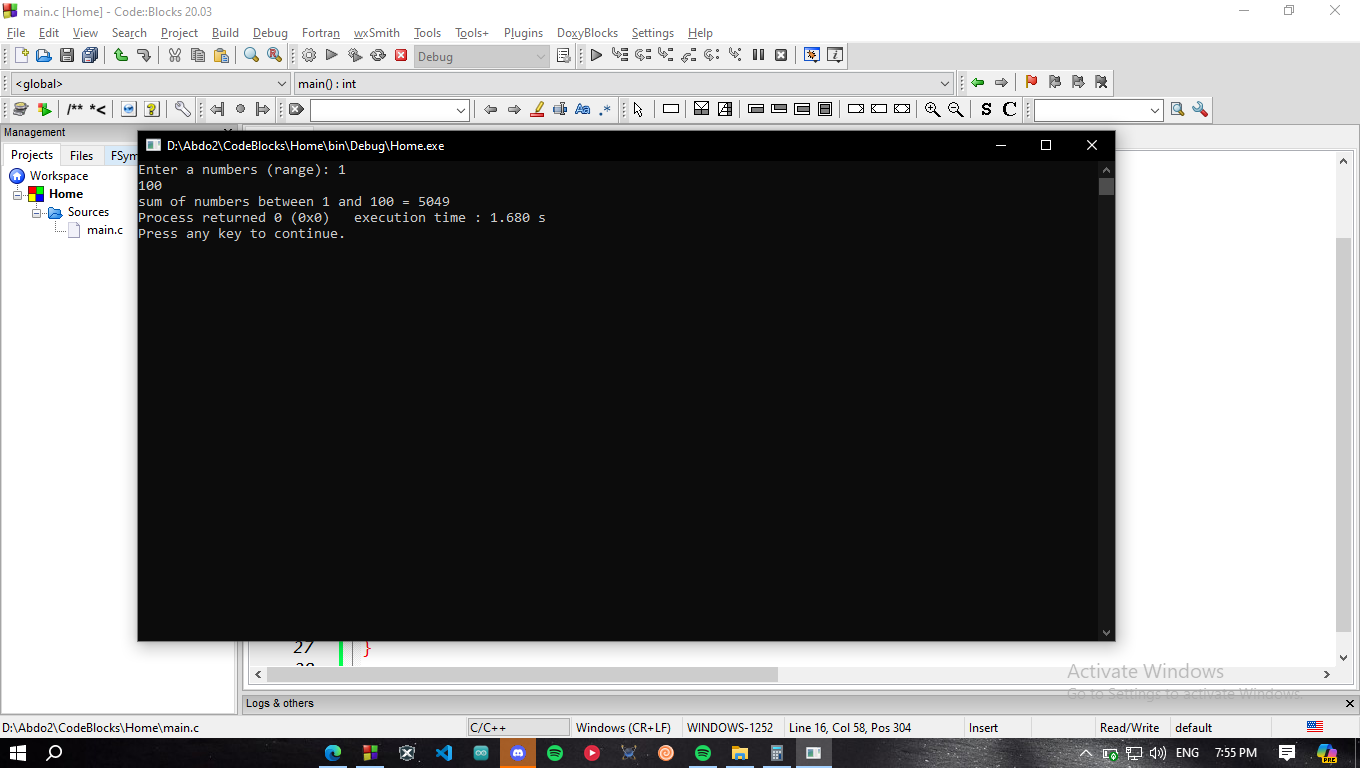 main.c [Home] - Code::Blocks 20.03
File Edit View Search Project Build Debug Fortran wxSmith Tools Tools+ Plugins DoxyBlocks Settings Help
Debug
<global> main() : int
/** *< S C
Management
Projects Files FSym
Workspace
Home
Sources
main.c
D:\Abdo2\CodeBlocks\Home\bin\Debug\Home.exe
Enter a numbers (range): 1
100
sum of numbers between 1 and 100 = 5049
Process returned 0 (0x0)   execution time : 1.680 s
Press any key to continue.
27 }
Activate Windows
Go to Settings to activate Windows.
Logs & others
D:\Abdo2\CodeBlocks\Home\main.c C/C++ Windows (CR+LF) WINDOWS-1252 Line 16, Col 58, Pos 304 Insert Read/Write default
ENG 7:55 PM PRE